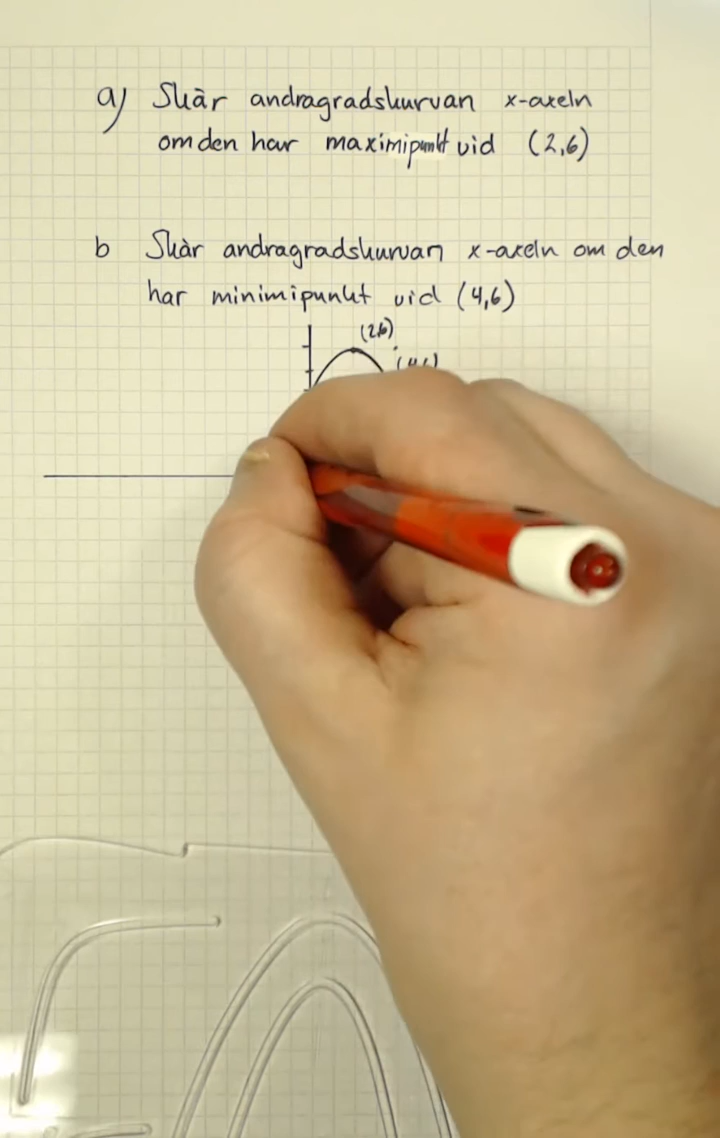 a) Skär andragradskurvan x-axeln
om den har maximipunkt vid (2,6)
b Skär andragradskurvan x-axeln om den
har minimipunkt vid (4,6)
(2,6)